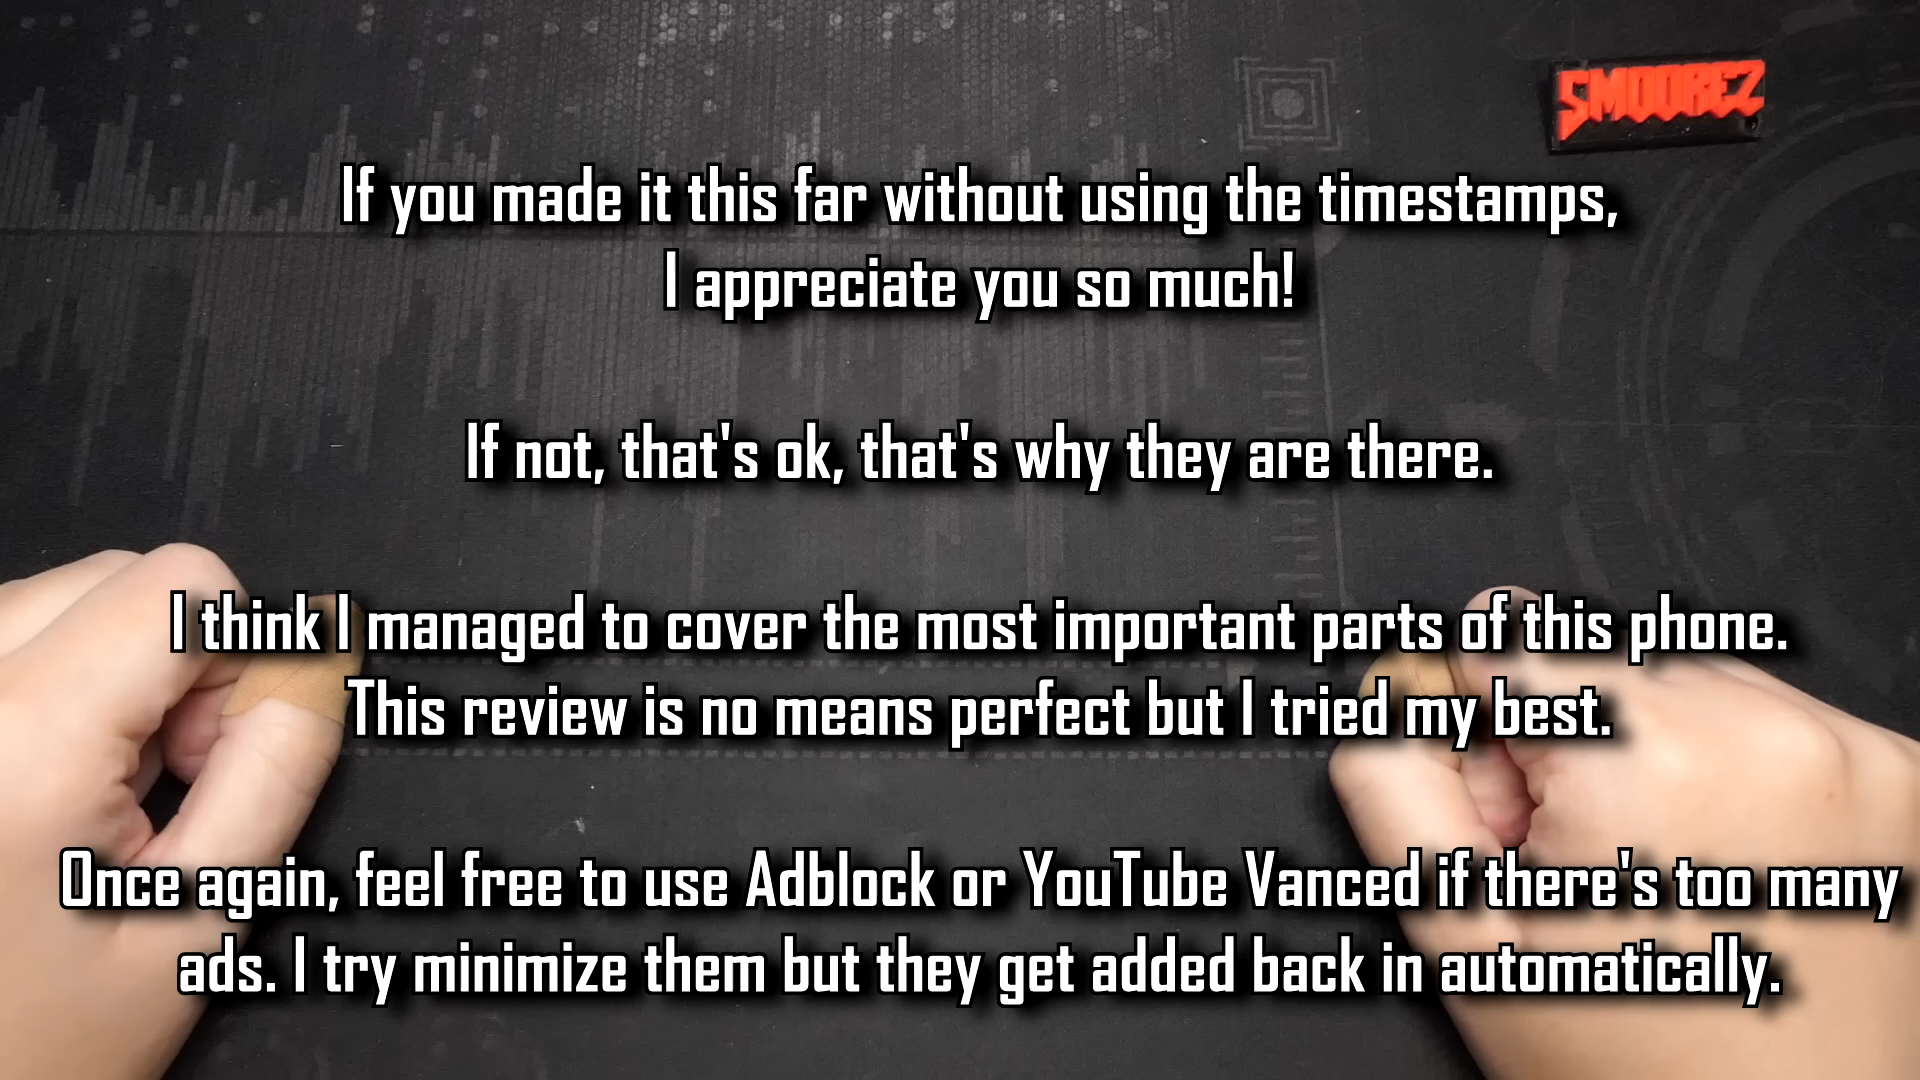 SMOOREZ
If you made it this far without using the timestamps,
I appreciate you so much!
If not, that's ok, that's why they are there.
I think I managed to cover the most important parts of this phone.
This review is no means perfect but I tried my best.
Once again, feel free to use Adblock or YouTube Vanced if there's too many
ads. I try minimize them but they get added back in automatically.